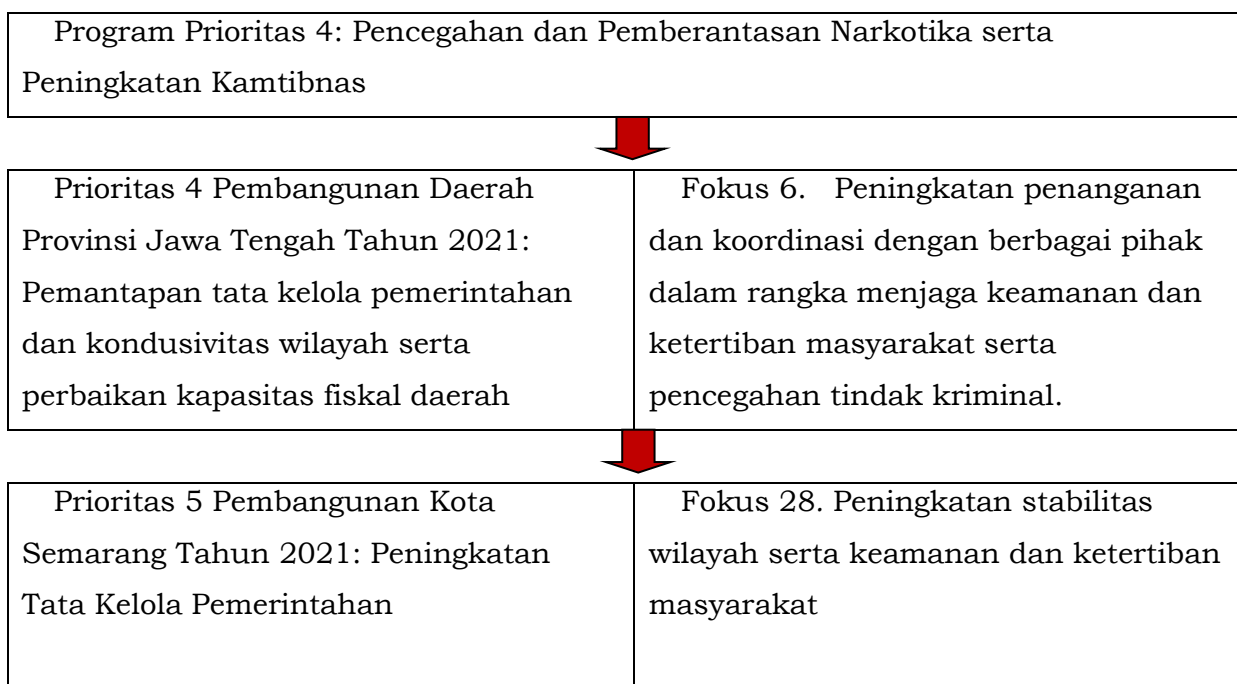 Program Prioritas 4: Pencegahan dan Pemberantasan Narkotika serta
Peningkatan Kamtibnas
Prioritas 4 Pembangunan Daerah
Provinsi Jawa Tengah Tahun 2021:
Pemantapan tata kelola pemerintahan
dan kondusivitas wilayah serta
perbaikan kapasitas fiskal daerah
Fokus 6. Peningkatan penanganan
dan koordinasi dengan berbagai pihak
dalam rangka menjaga keamanan dan
ketertiban masyarakat serta
pencegahan tindak kriminal.
Prioritas 5 Pembangunan Kota
Semarang Tahun 2021: Peningkatan
Tata Kelola Pemerintahan
Fokus 28. Peningkatan stabilitas
wilayah serta keamanan dan ketertiban
masyarakat